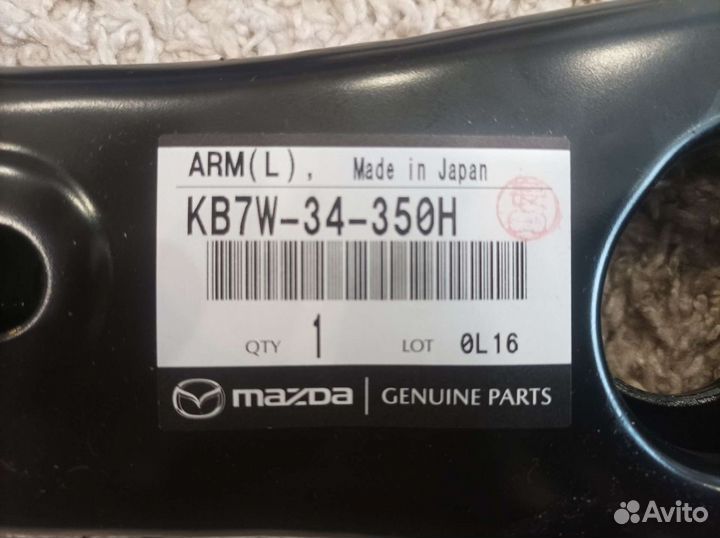 ARM(L), Made in Japan
KB7W-34-350H
QTY 1 LOT 0L16
mazda GENUINE PARTS
Avito